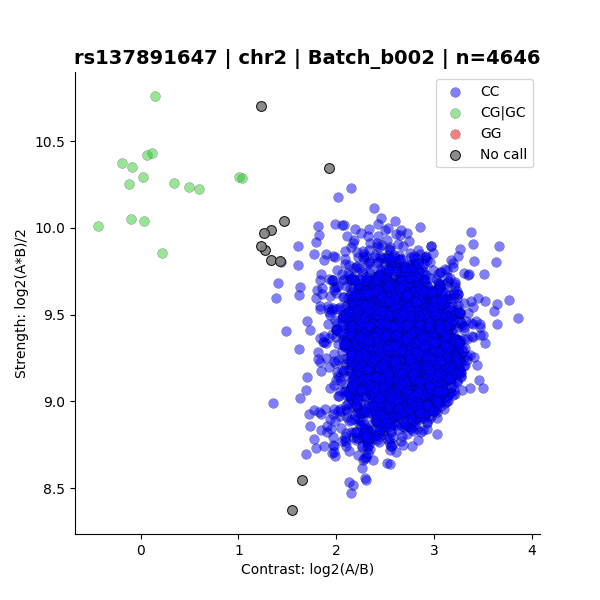 rs137891647 | chr2 | Batch_b002 | n=4646
CC
CG|GC
GG
No call
Strength: log2(A*B)/2
10.5
10.0
9.5
9.0
8.5
0 1 2 3 4
Contrast: log2(A/B)